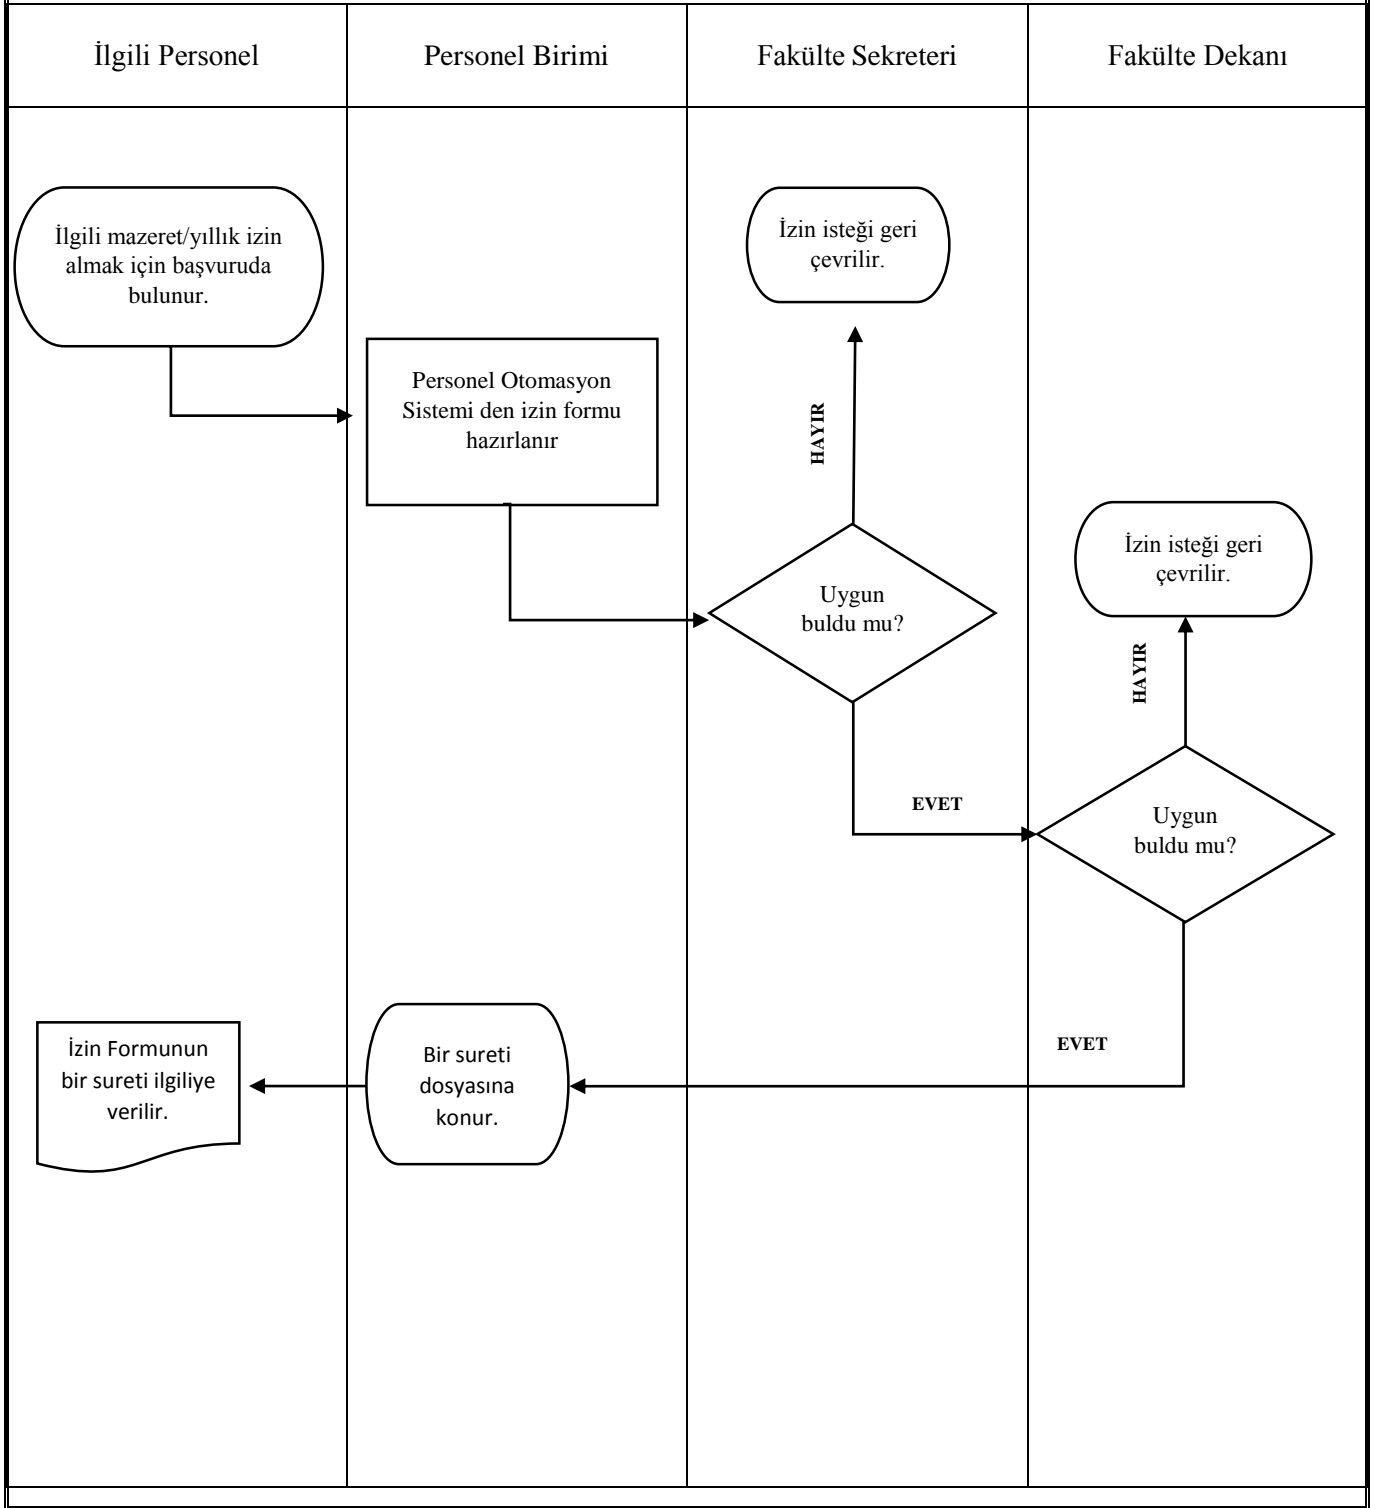 İlgili Personel
Personel Birimi
Fakülte Sekreteri
Fakülte Dekanı
İlgili mazeret/yıllık izin
almak için başvuruda
bulunur.
İzin isteği geri
çevrilir.
Personel Otomasyon
Sistemi den izin formu
hazırlanır
HAYIR
İzin isteği geri
çevrilir.
Uygun
buldu mu?
HAYIR
EVET
Uygun
buldu mu?
İzin Formunun
bir sureti ilgiliye
verilir.
Bir sureti
dosyasına
konur.
EVET